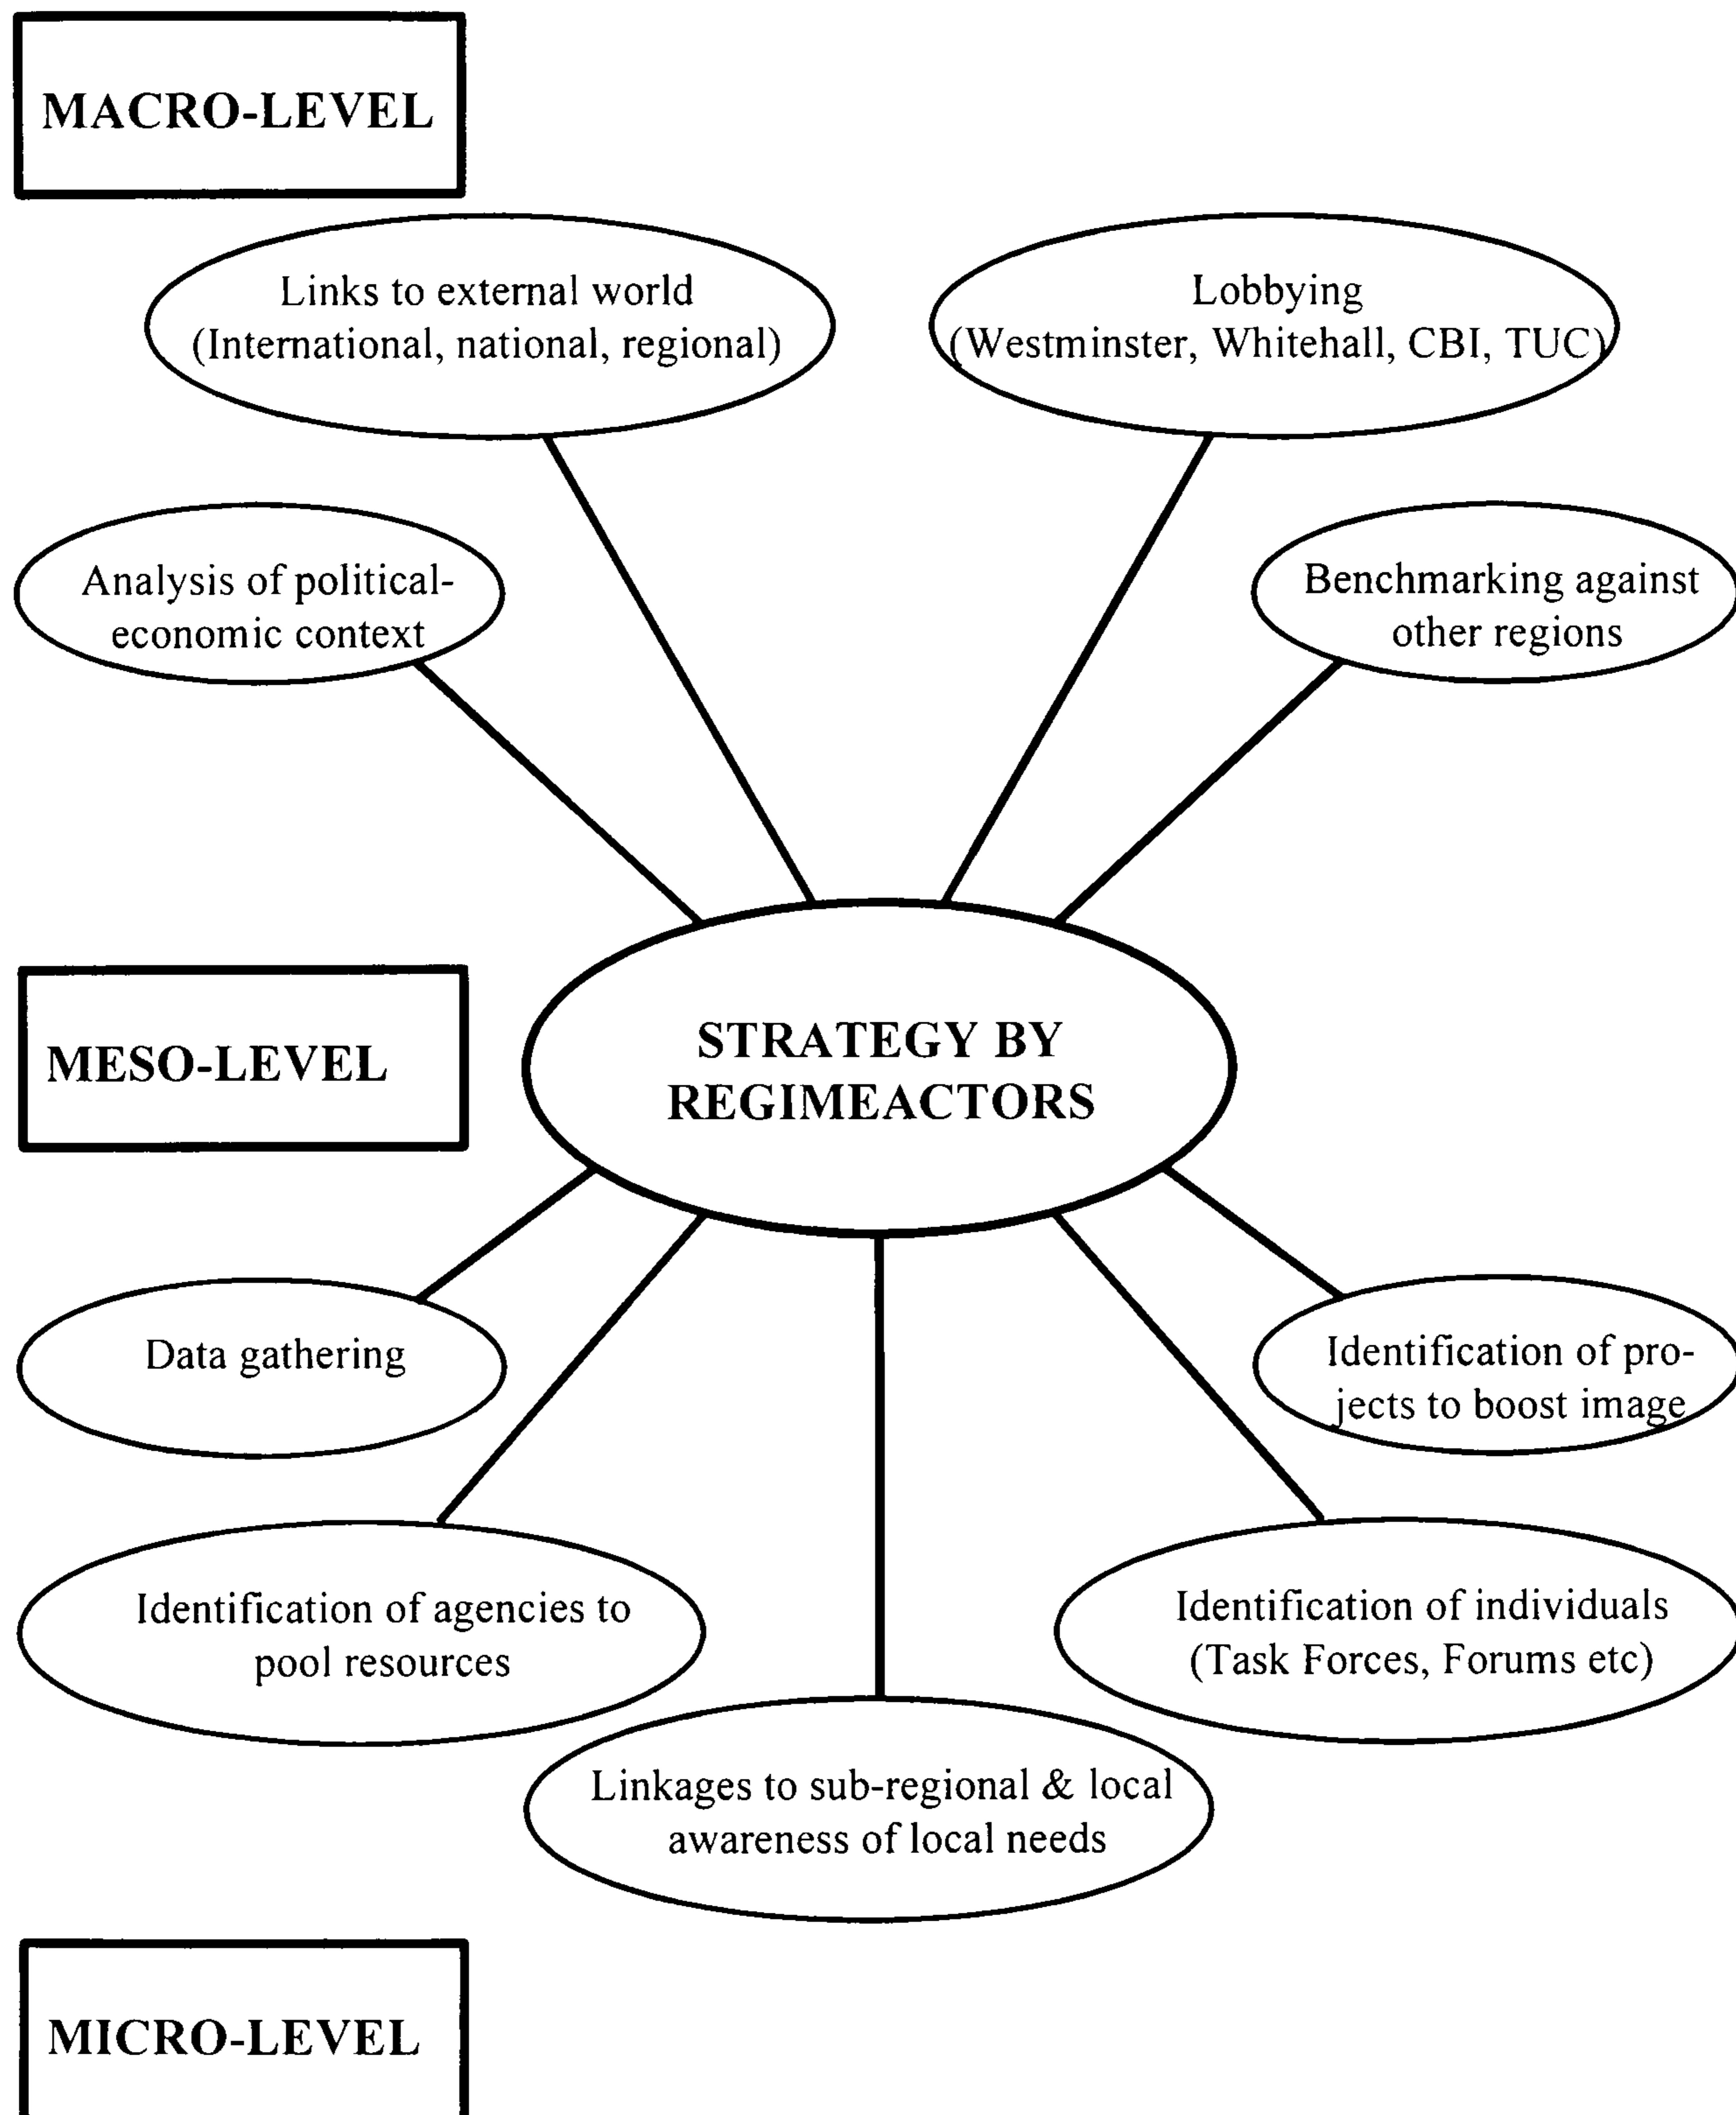 MACRO-LEVEL
Links to external world
(International, national, regional)
Lobbying
(Westminster, Whitehall, CBI, TUC)
Analysis of political-
economic context
Benchmarking against
other regions
MESO-LEVEL
STRATEGY BY
REGIMEACTORS
Data gathering
Identification of pro-
jects to boost image
Identification of agencies to
pool resources
Identification of individuals
(Task Forces, Forums etc)
Linkages to sub-regional & local
awareness of local needs
MICRO-LEVEL